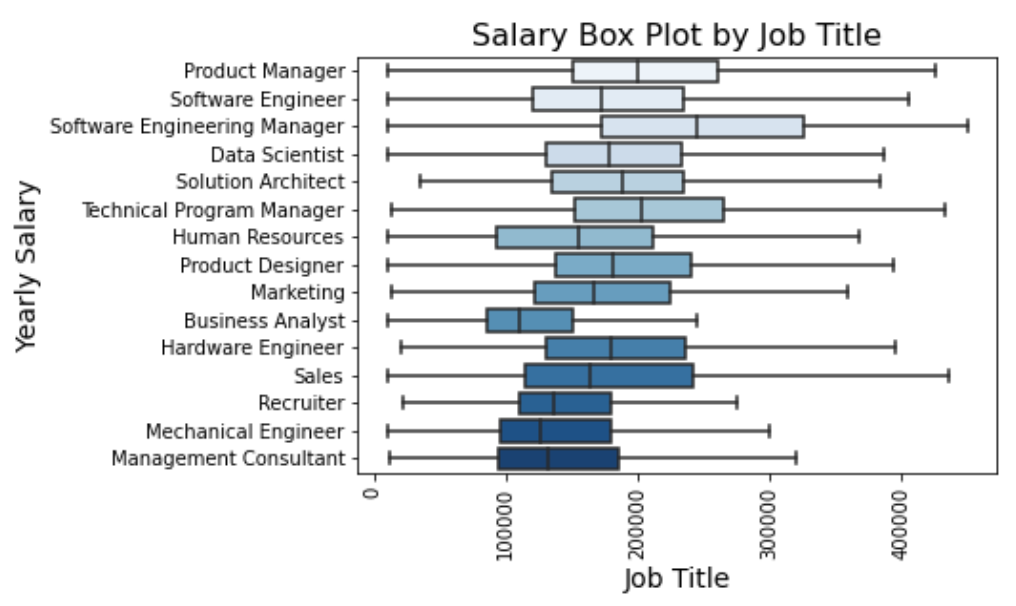 Salary Box Plot by Job Title
Yearly Salary
Product Manager
Software Engineer
Software Engineering Manager
Data Scientist
Solution Architect
Technical Program Manager
Human Resources
Product Designer
Marketing
Business Analyst
Hardware Engineer
Sales
Recruiter
Mechanical Engineer
Management Consultant
0
100000
200000
300000
400000
Job Title